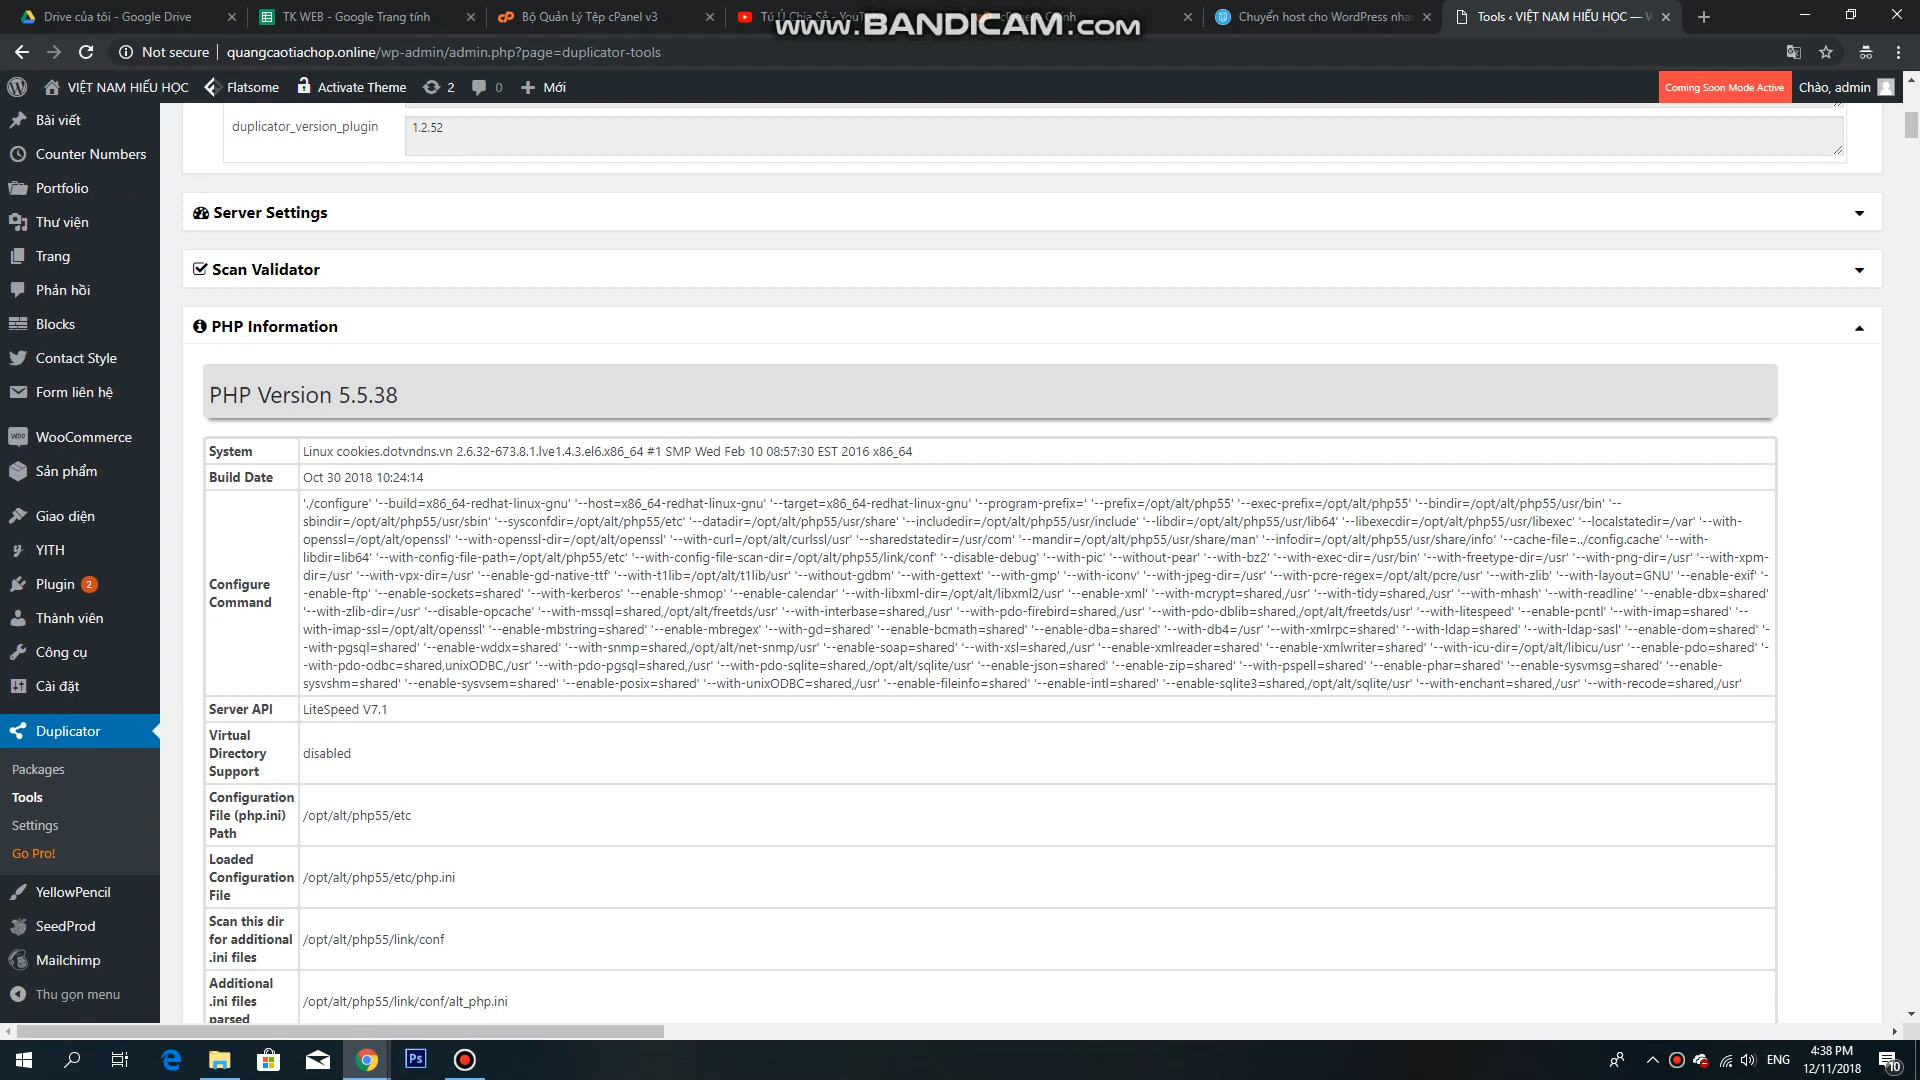 Drive của tôi - Google Drive
TK WEB - Google Trang tính
Bộ Quản Lý Tệp cPanel v3
Tú Ú Chia Sẻ - YouTu
Chính
Chuyển host cho WordPress nha
Tools ‹ VIỆT NAM HIẾU HỌC — W
www.BANDICAM.com
Not secure
quangcaotiachop.online/wp-admin/admin.php?page=duplicator-tools
VIỆT NAM HIẾU HỌC
Flatsome
Activate Theme
2
0
Mới
Coming Soon Mode Active
Chào, admin
Bài viết
Counter Numbers
Portfolio
Thư viện
Trang
Phản hồi
Blocks
Contact Style
Form liên hệ
WooCommerce
Sản phẩm
Giao diện
YITH
Plugin 2
Thành viên
Công cụ
Cài đặt
Duplicator
Packages
Tools
Settings
Go Pro!
YellowPencil
SeedProd
Mailchimp
Thu gọn menu
duplicator_version_plugin
1.2.52
Server Settings
Scan Validator
PHP Information
PHP Version 5.5.38
System
Linux cookies.dotvndns.vn 2.6.32-673.8.1.lve1.4.3.el6.x86_64 #1 SMP Wed Feb 10 08:57:30 EST 2016 x86_64
Build Date
Oct 30 2018 10:24:14
Configure
Command
'./configure' '--build=x86_64-redhat-linux-gnu' '--host=x86_64-redhat-linux-gnu' '--target=x86_64-redhat-linux-gnu' '--program-prefix=' '--prefix=/opt/alt/php55' '--exec-prefix=/opt/alt/php55' '--bindir=/opt/alt/php55/usr/bin' '--
sbindir=/opt/alt/php55/usr/sbin' '--sysconfdir=/opt/alt/php55/etc' '--datadir=/opt/alt/php55/usr/share' '--includedir=/opt/alt/php55/usr/include' '--libdir=/opt/alt/php55/usr/lib64' '--libexecdir=/opt/alt/php55/usr/libexec' '--localstatedir=/var' '--with-
openssl=/opt/alt/openssl' '--with-openssl-dir=/opt/alt/openssl' '--with-curl=/opt/alt/curlssl/usr' '--sharedstatedir=/usr/com' '--mandir=/opt/alt/php55/usr/share/man' '--infodir=/opt/alt/php55/usr/share/info' '--cache-file=../config.cache' '--with-
libdir=lib64' '--with-config-file-path=/opt/alt/php55/etc' '--with-config-file-scan-dir=/opt/alt/php55/link/conf' '--disable-debug' '--with-pic' '--without-pear' '--with-bz2' '--with-exec-dir=/usr/bin' '--with-freetype-dir=/usr' '--with-png-dir=/usr' '--with-xpm-
dir=/usr' '--with-vpx-dir=/usr' '--enable-gd-native-ttf' '--with-t1lib=/opt/alt/t1lib/usr' '--without-gdbm' '--with-gettext' '--with-gmp' '--with-iconv' '--with-jpeg-dir=/usr' '--with-pcre-regex=/opt/alt/pcre/usr' '--with-zlib' '--with-layout=GNU' '--enable-exif' '-
-enable-ftp' '--enable-sockets=shared' '--with-kerberos' '--enable-shmop' '--enable-calendar' '--with-libxml-dir=/opt/alt/libxml2/usr' '--enable-xml' '--with-mcrypt=shared,/usr' '--with-tidy=shared,/usr' '--with-mhash' '--with-readline' '--enable-dbx=shared'
'--with-zlib-dir=/usr' '--disable-opcache' '--with-mssql=shared,/opt/alt/freetds/usr' '--with-interbase=shared,/usr' '--with-pdo-firebird=shared,/usr' '--with-pdo-dblib=shared,/opt/alt/freetds/usr' '--with-litespeed' '--enable-pcntl' '--with-imap=shared' '--
with-imap-ssl=/opt/alt/openssl' '--enable-mbstring=shared' '--enable-mbregex' '--with-gd=shared' '--enable-bcmath=shared' '--enable-dba=shared' '--with-db4=/usr' '--with-xmlrpc=shared' '--with-ldap=shared' '--with-ldap-sasl' '--enable-dom=shared' '-
-with-pgsql=shared' '--enable-wddx=shared' '--with-snmp=shared,/opt/alt/net-snmp/usr' '--enable-soap=shared' '--with-xsl=shared,/usr' '--enable-xmlreader=shared' '--enable-xmlwriter=shared' '--with-icu-dir=/opt/alt/libicu/usr' '--enable-pdo=shared' '-
-with-pdo-odbc=shared,unixODBC,/usr' '--with-pdo-pgsql=shared,/usr' '--with-pdo-sqlite=shared,/opt/alt/sqlite/usr' '--enable-json=shared' '--enable-zip=shared' '--with-pspell=shared' '--enable-phar=shared' '--enable-sysvmsg=shared' '--enable-
sysvshm=shared' '--enable-sysvsem=shared' '--enable-posix=shared' '--with-unixODBC=shared,/usr' '--enable-fileinfo=shared' '--enable-intl=shared' '--enable-sqlite3=shared,/opt/alt/sqlite/usr' '--with-enchant=shared,/usr' '--with-recode=shared,/usr'
Server API
LiteSpeed V7.1
Virtual
Directory
Support
disabled
Configuration
File (php.ini)
Path
/opt/alt/php55/etc
Loaded
Configuration
File
/opt/alt/php55/etc/php.ini
Scan this dir
for additional
.ini files
/opt/alt/php55/link/conf
Additional
.ini files
parsed
/opt/alt/php55/link/conf/alt_php.ini
Ps
ENG
4:38 PM
12/11/2018
10